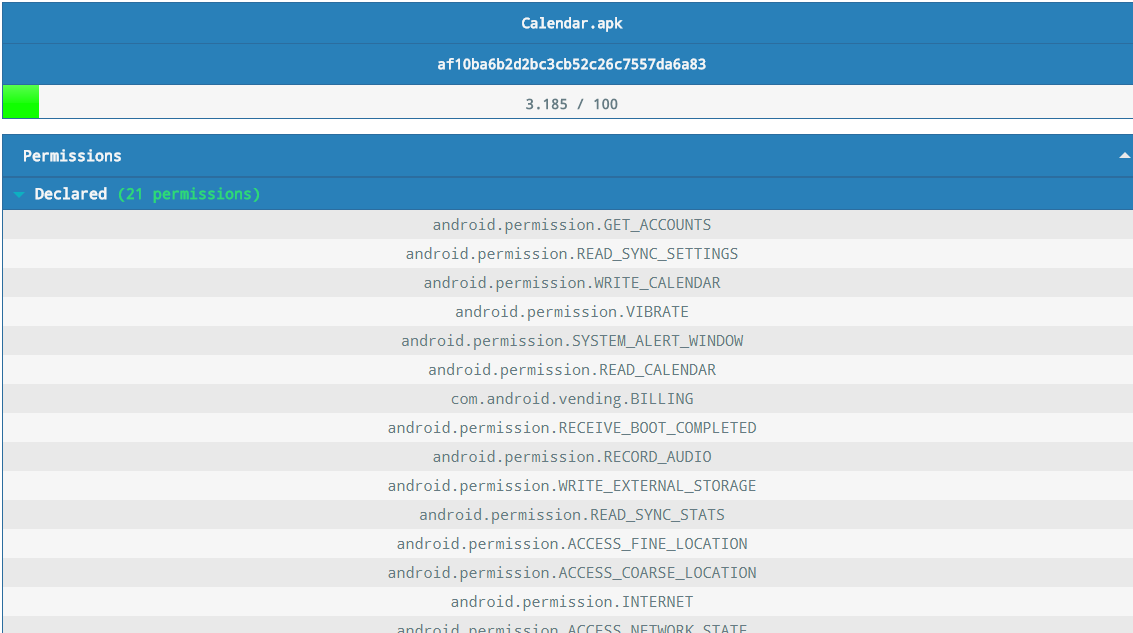 Calendar.apk
af10ba6b2d2bc3cb52c26c7557da6a83
3.185 / 100
Permissions
Declared (21 permissions)
android.permission.GET_ACCOUNTS
android.permission.READ_SYNC_SETTINGS
android.permission.WRITE_CALENDAR
android.permission.VIBRATE
android.permission.SYSTEM_ALERT_WINDOW
android.permission.READ_CALENDAR
com.android.vending.BILLING
android.permission.RECEIVE_BOOT_COMPLETED
android.permission.RECORD_AUDIO
android.permission.WRITE_EXTERNAL_STORAGE
android.permission.READ_SYNC_STATS
android.permission.ACCESS_FINE_LOCATION
android.permission.ACCESS_COARSE_LOCATION
android.permission.INTERNET
android.permission.ACCESS_NETWORK_STATE